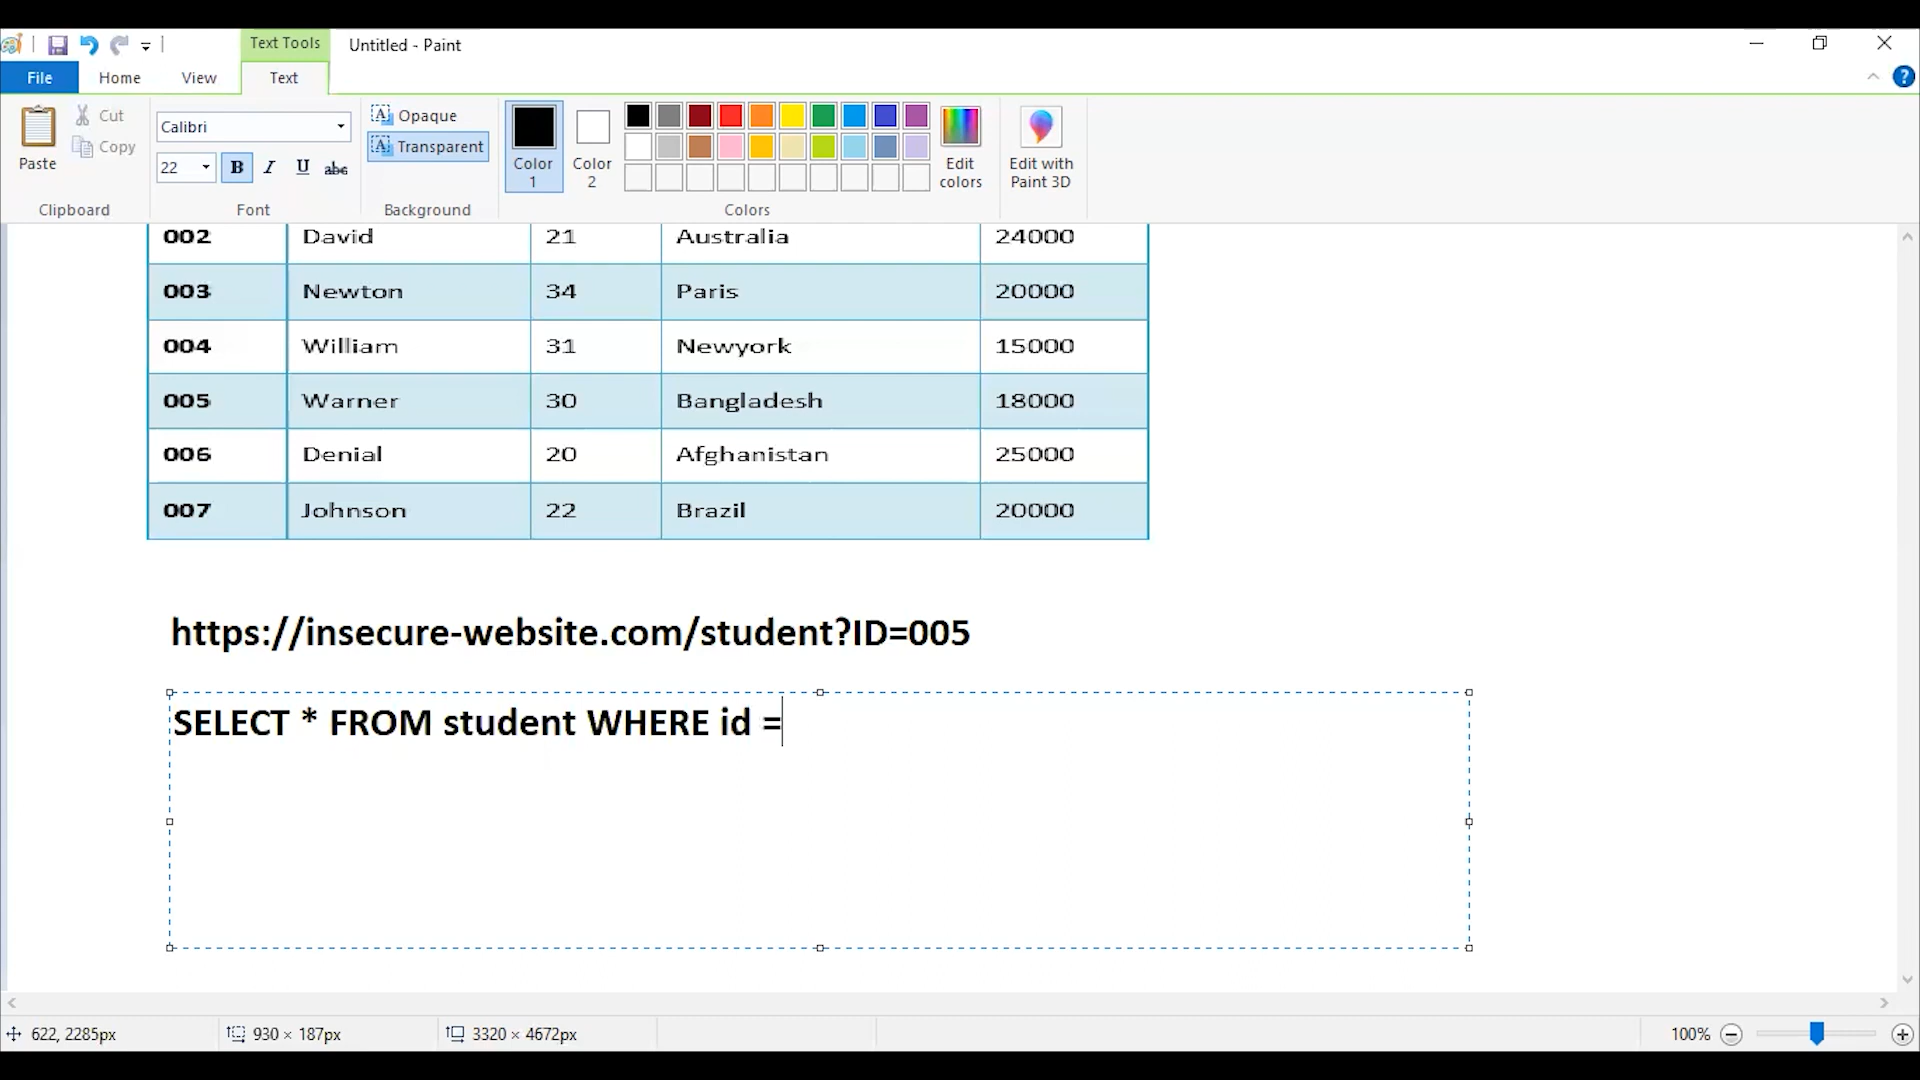 Text Tools
Untitled - Paint
File
Home
View
Text
Paste
Cut
Copy
Clipboard
Calibri
22
B I U abc
Font
Opaque
Transparent
Background
Color 1
Color 2
Colors
Edit colors
Edit with Paint 3D
?
002 David 21 Australia 24000
003 Newton 34 Paris 20000
004 William 31 Newyork 15000
005 Warner 30 Bangladesh 18000
006 Denial 20 Afghanistan 25000
007 Johnson 22 Brazil 20000
https://insecure-website.com/student?ID=005
SELECT * FROM student WHERE id =
622, 2285px
930 × 187px
3320 × 4672px
100%